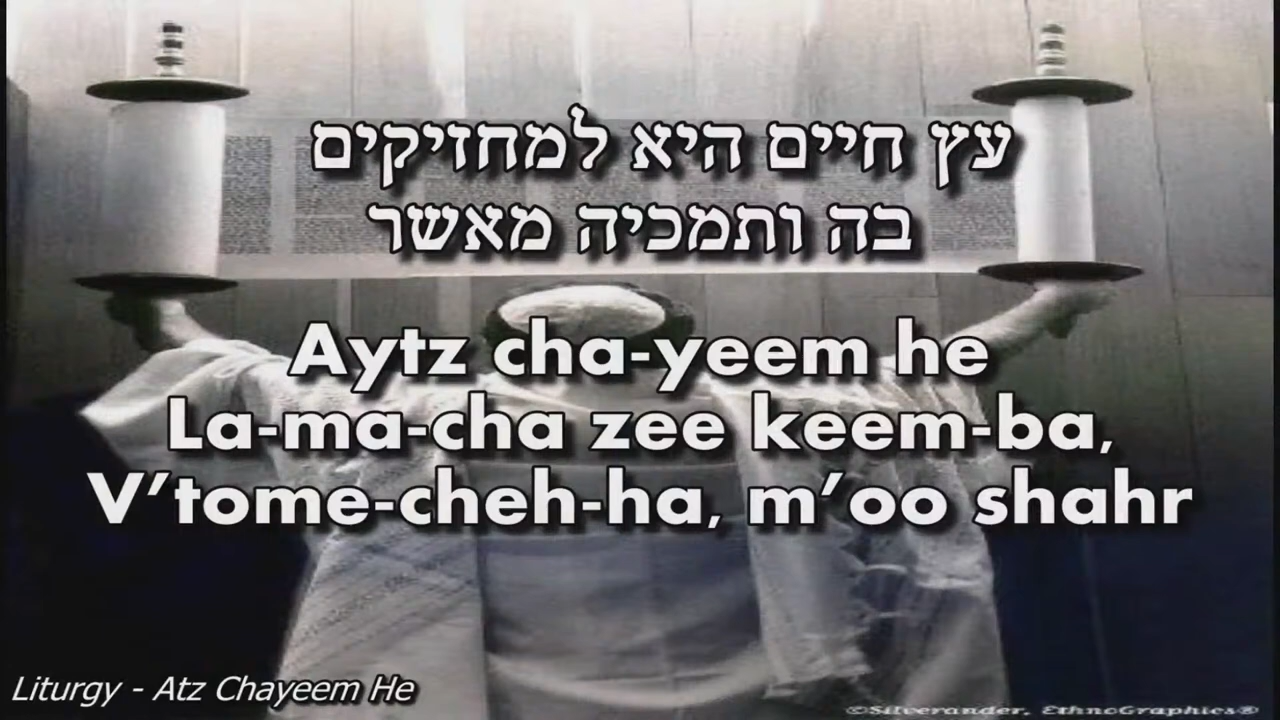 עץ חיים היא למחזיקים
בה ותמכיה מאשר
Aytz cha-yeem he
La-ma-cha zee keem-ba,
V’tome-cheh-ha, m’oo shahr
Liturgy - Atz Chayeem He
©Silverander, EthnoGraphics®